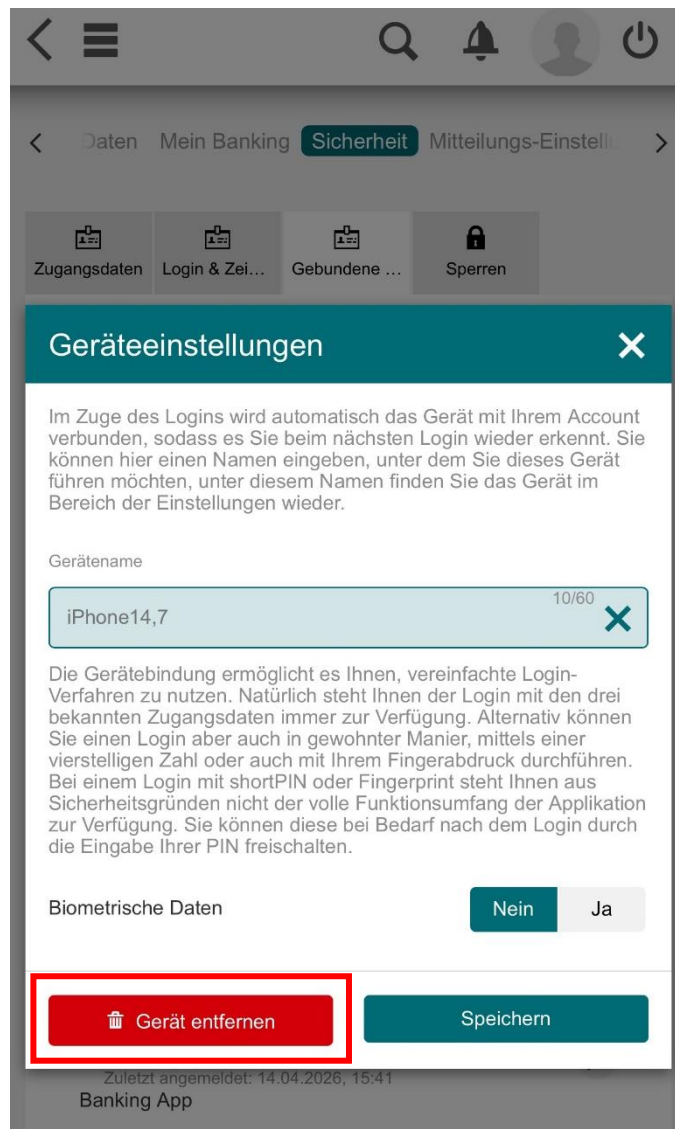 Daten Mein Banking Sicherheit Mitteilungs-Einstell
Zugangsdaten Login & Zei... Gebundene ... Sperren
Geräteeinstellungen
Im Zuge des Logins wird automatisch das Gerät mit Ihrem Account
verbunden, sodass es Sie beim nächsten Login wieder erkennt. Sie
können hier einen Namen eingeben, unter dem Sie dieses Gerät
führen möchten, unter diesem Namen finden Sie das Gerät im
Bereich der Einstellungen wieder.
Gerätename
10/60
iPhone14,7
Die Gerätebindung ermöglicht es Ihnen, vereinfachte Login-
Verfahren zu nutzen. Natürlich steht Ihnen der Login mit den drei
bekannten Zugangsdaten immer zur Verfügung. Alternativ können
Sie einen Login aber auch in gewohnter Manier, mittels einer
vierstelligen Zahl oder auch mit Ihrem Fingerabdruck durchführen.
Bei einem Login mit shortPIN oder Fingerprint steht Ihnen aus
Sicherheitsgründen nicht der volle Funktionsumfang der Applikation
zur Verfügung. Sie können diese bei Bedarf nach dem Login durch
die Eingabe Ihrer PIN freischalten.
Biometrische Daten Nein Ja
Gerät entfernen Speichern
Zuletzt angemeldet: 14.04.2026, 15:41
Banking App